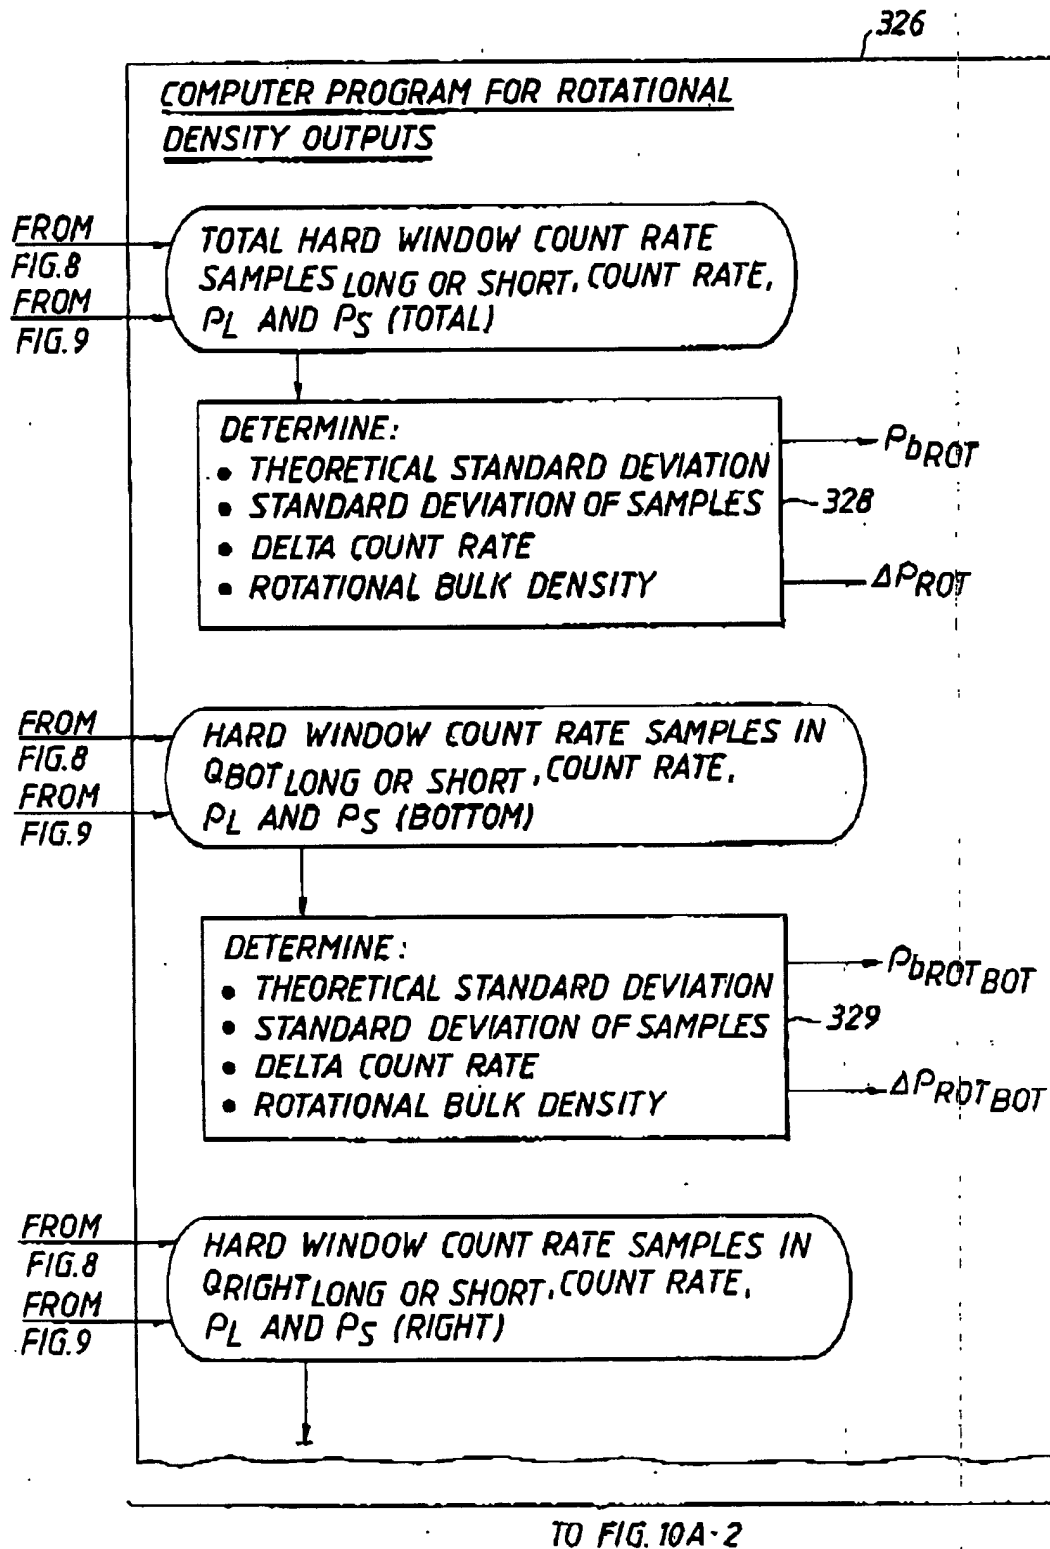 326
COMPUTER PROGRAM FOR ROTATIONAL
DENSITY OUTPUTS
FROM
FIG.8
FROM
FIG.9
TOTAL HARD WINDOW COUNT RATE
SAMPLES LONG OR SHORT, COUNT RATE,
ρL AND ρS (TOTAL)
DETERMINE:
• THEORETICAL STANDARD DEVIATION
• STANDARD DEVIATION OF SAMPLES
• DELTA COUNT RATE
• ROTATIONAL BULK DENSITY
ρbROT
328
ΔρROT
FROM
FIG.8
FROM
FIG.9
HARD WINDOW COUNT RATE SAMPLES IN
QBOT LONG OR SHORT, COUNT RATE,
ρL AND ρS (BOTTOM)
DETERMINE:
• THEORETICAL STANDARD DEVIATION
• STANDARD DEVIATION OF SAMPLES
• DELTA COUNT RATE
• ROTATIONAL BULK DENSITY
ρbROTBOT
329
ΔρROTBOT
FROM
FIG.8
FROM
FIG.9
HARD WINDOW COUNT RATE SAMPLES IN
QRIGHT LONG OR SHORT, COUNT RATE,
ρL AND ρS (RIGHT)
TO FIG. 10A-2